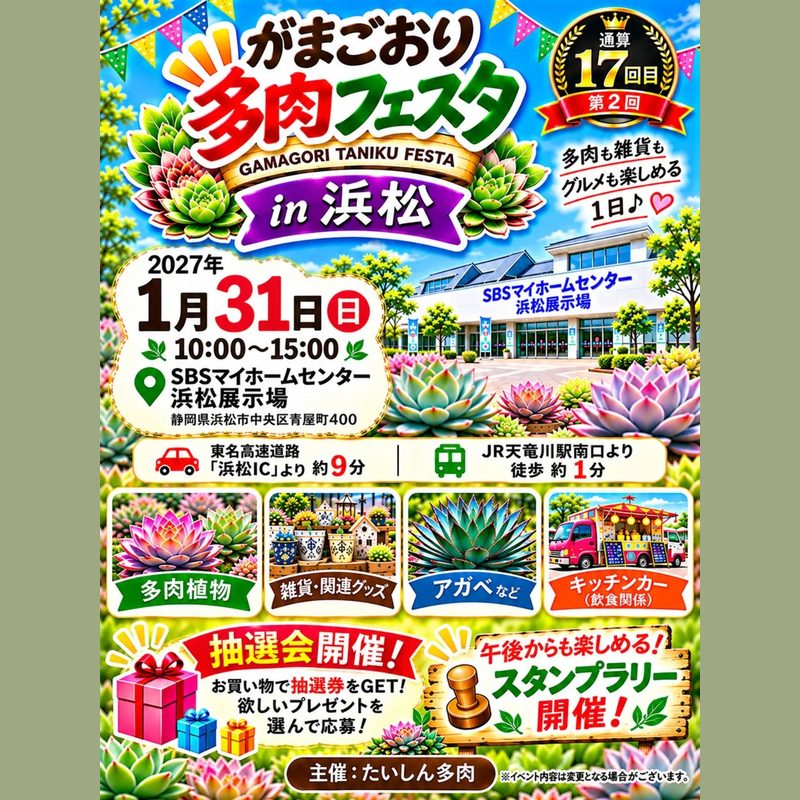 がまごおり
多肉フェスタ
GAMAGORI TANIKU FESTA
in 浜松
通算
17回目
第2回
多肉も雑貨も
グルメも楽しめる
1日♪
SBSマイホームセンター
浜松展示場
2027年
1月31日日
10:00～15:00
SBSマイホームセンター
浜松展示場
静岡県浜松市中央区青屋町400
東名高速道路
「浜松IC」より 約9分
JR天竜川駅南口より
徒歩 約1分
多肉植物
雑貨・関連グッズ
アガベなど
キッチンカー
(飲食関係)
抽選会開催!
お買い物で抽選券をGET!
欲しいプレゼントを
選んで応募!
午後からも楽しめる!
スタンプラリー
開催!
主催:たいしん多肉
※イベント内容は変更となる場合がございます。